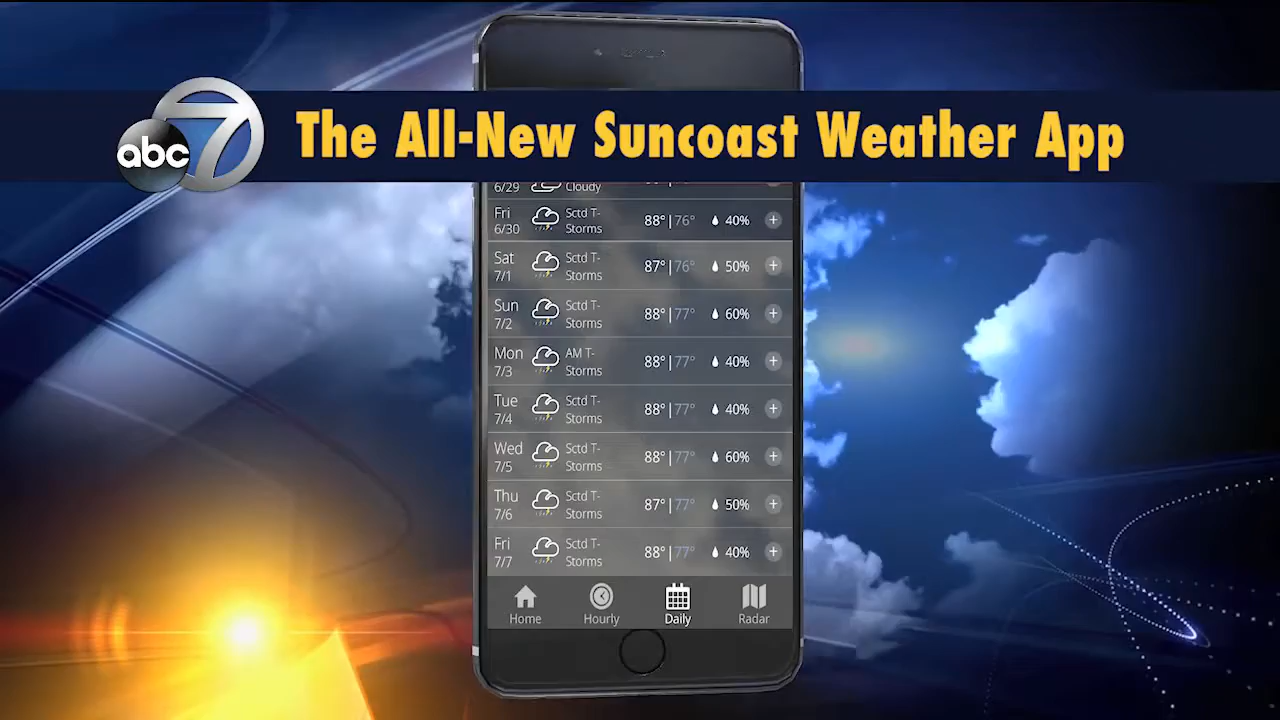 abc 7
The All-New Suncoast Weather App
6/29 Cloudy
Fri Sctd T- 88° | 76° 40% +
6/30 Storms
Sat Sctd T- 87° | 76° 50% +
7/1 Storms
Sun Sctd T- 88° | 77° 60% +
7/2 Storms
Mon AM T- 88° | 77° 40% +
7/3 Storms
Tue Sctd T- 88° | 77° 40% +
7/4 Storms
Wed Sctd T- 88° | 77° 60% +
7/5 Storms
Thu Sctd T- 87° | 77° 50% +
7/6 Storms
Fri Sctd T- 88° | 77° 40% +
7/7 Storms
Home Hourly Daily Radar